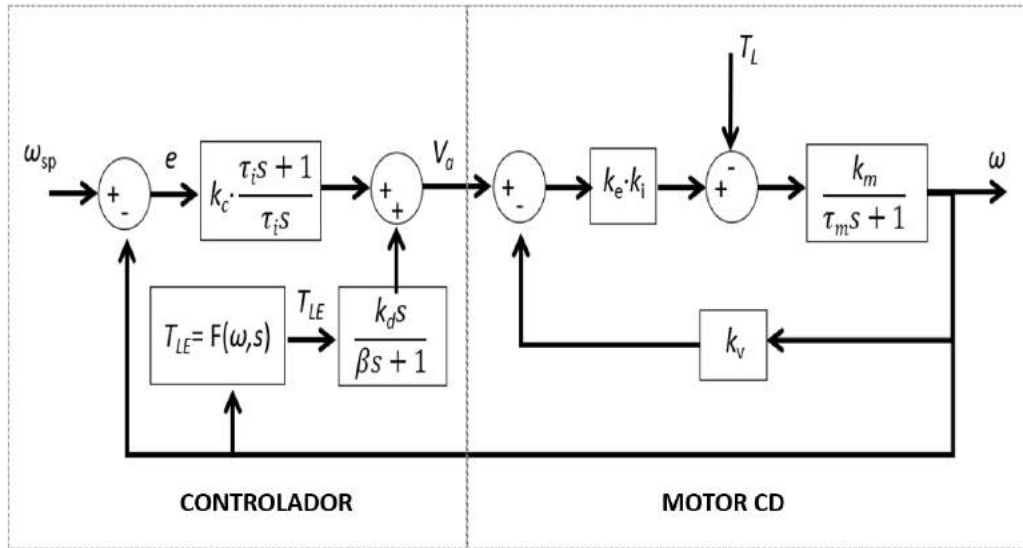 T_L
ω_sp
e
k_c · (τ_i s + 1) / (τ_i s)
V_a
k_e·k_i
k_m / (τ_m s + 1)
ω
+
-
+
+
+
-
+
-
T_LE = F(ω,s)
T_LE
k_d s / (βs + 1)
k_v
CONTROLADOR
MOTOR CD